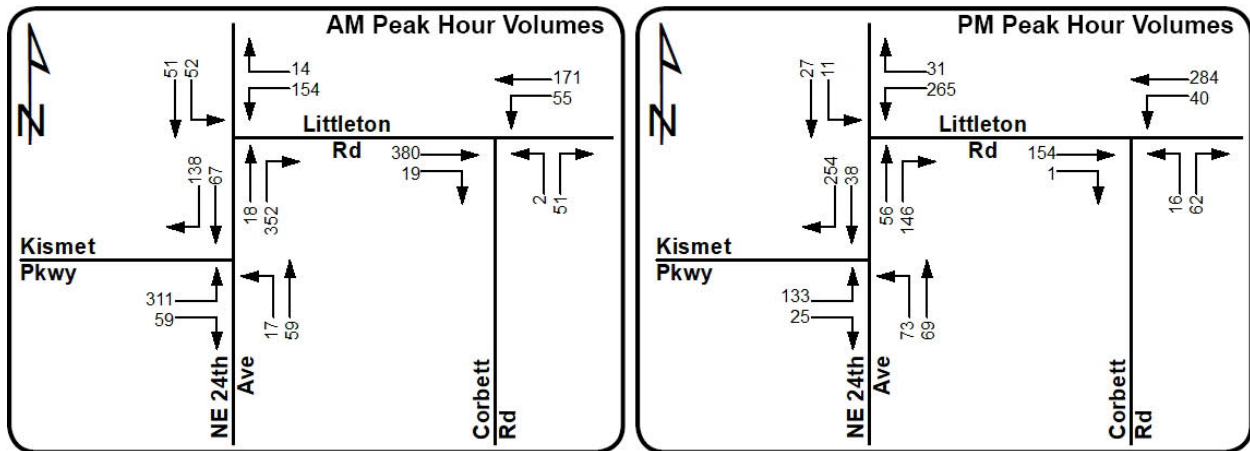 AM Peak Hour Volumes
N
51
52
14
154
171
55
Littleton
Rd
380
19
138
67
18
352
2
51
Kismet
Pkwy
311
59
17
59
NE 24th
Ave
Corbett
Rd
PM Peak Hour Volumes
N
27
11
31
265
284
40
Littleton
Rd
154
1
254
38
56
146
16
62
Kismet
Pkwy
133
25
73
69
NE 24th
Ave
Corbett
Rd